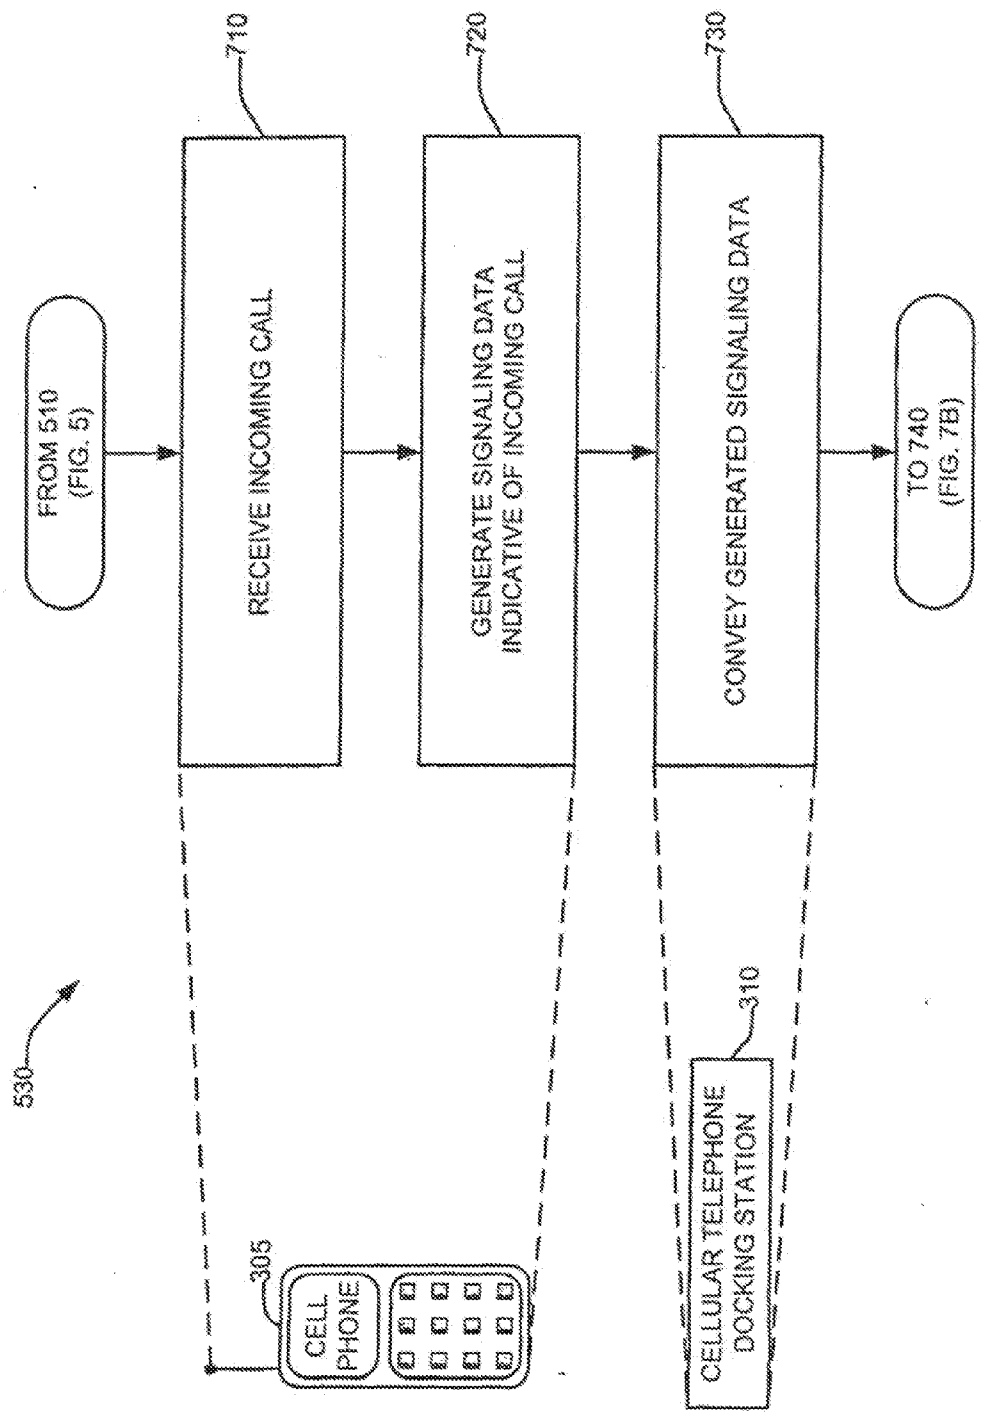 530
FROM 510
(FIG. 5)
710
RECEIVE INCOMING CALL
305
CELL
PHONE
720
GENERATE SIGNALING DATA
INDICATIVE OF INCOMING CALL
730
CONVEY GENERATED SIGNALING DATA
310
CELLULAR TELEPHONE
DOCKING STATION
TO 740
(FIG. 7B)